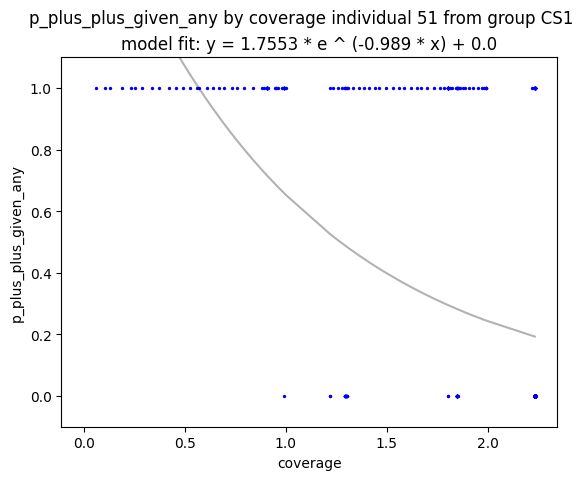 p_plus_plus_given_any by coverage individual 51 from group CS1
model fit: y = 1.7553 * e ^ (-0.989 * x) + 0.0
1.0
0.8
0.6
0.4
0.2
0.0
p_plus_plus_given_any
0.0 0.5 1.0 1.5 2.0
coverage